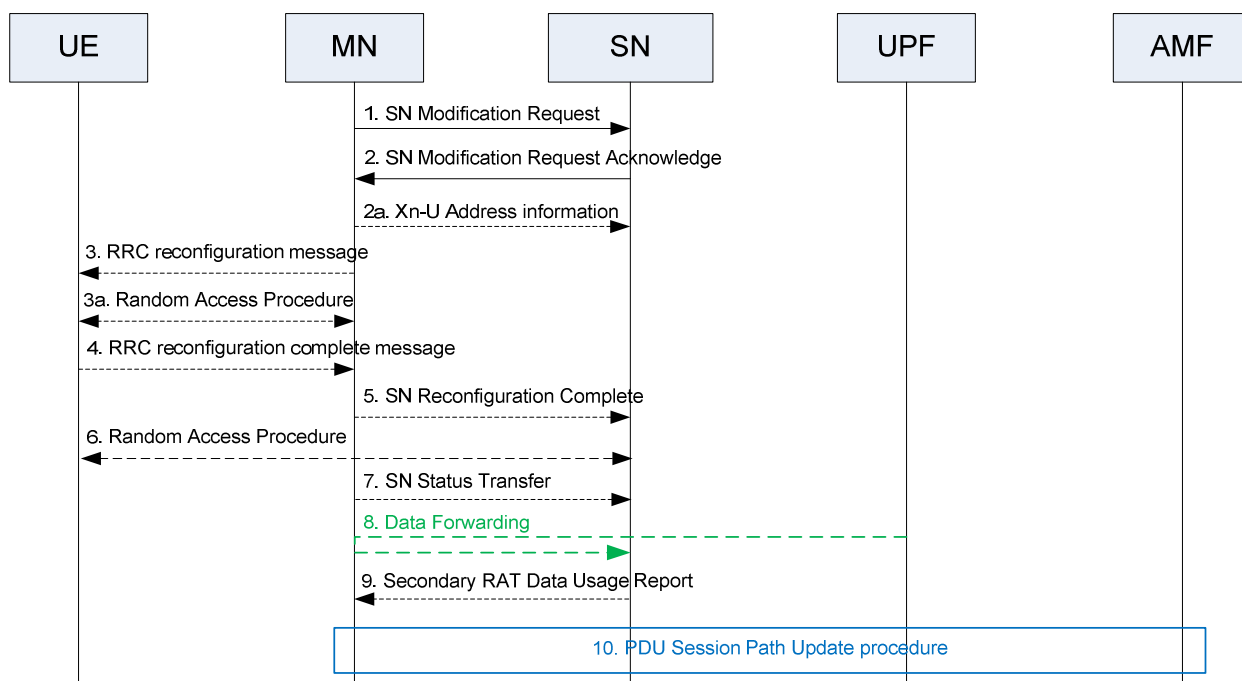 UE
MN
SN
UPF
AMF
1. SN Modification Request
2. SN Modification Request Acknowledge
2a. Xn-U Address information
3. RRC reconfiguration message
3a. Random Access Procedure
4. RRC reconfiguration complete message
5. SN Reconfiguration Complete
6. Random Access Procedure
7. SN Status Transfer
8. Data Forwarding
9. Secondary RAT Data Usage Report
10. PDU Session Path Update procedure